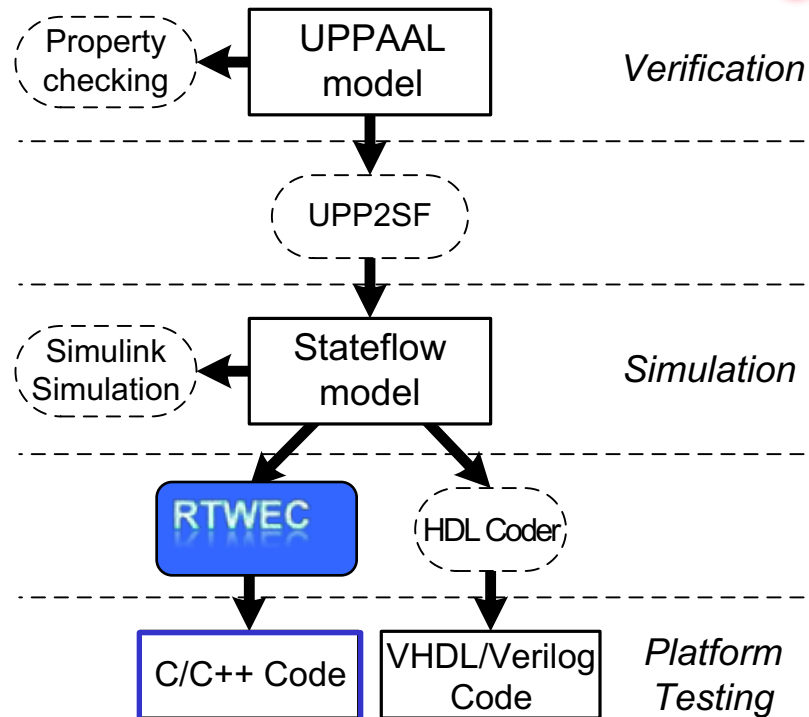 Property
checking
UPPAAL
model
Verification
UPP2SF
Simulink
Simulation
Stateflow
model
Simulation
RTWEC
HDL Coder
C/C++ Code
VHDL/Verilog
Code
Platform
Testing